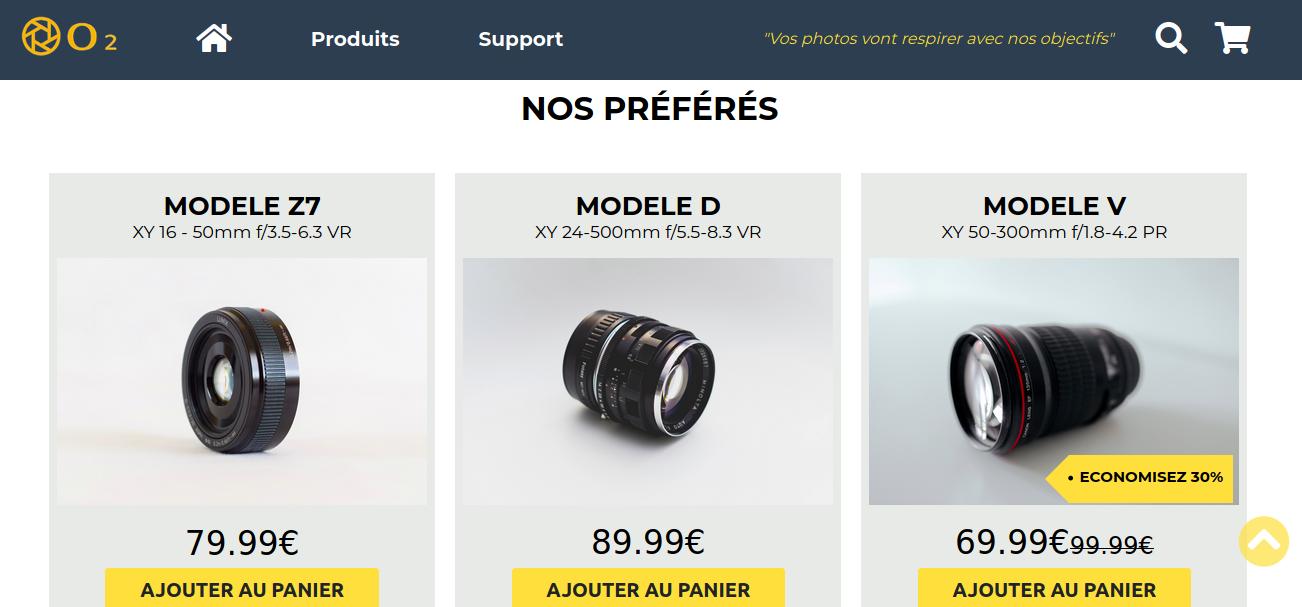 O 2
Produits
Support
"Vos photos vont respirer avec nos objectifs"
NOS PRÉFÉRÉS
MODELE Z7
XY 16 - 50mm f/3.5-6.3 VR
79.99€
AJOUTER AU PANIER
MODELE D
XY 24-500mm f/5.5-8.3 VR
MINOLTA
89.99€
AJOUTER AU PANIER
MODELE V
XY 50-300mm f/1.8-4.2 PR
• ECONOMISEZ 30%
69.99€99.99€
AJOUTER AU PANIER